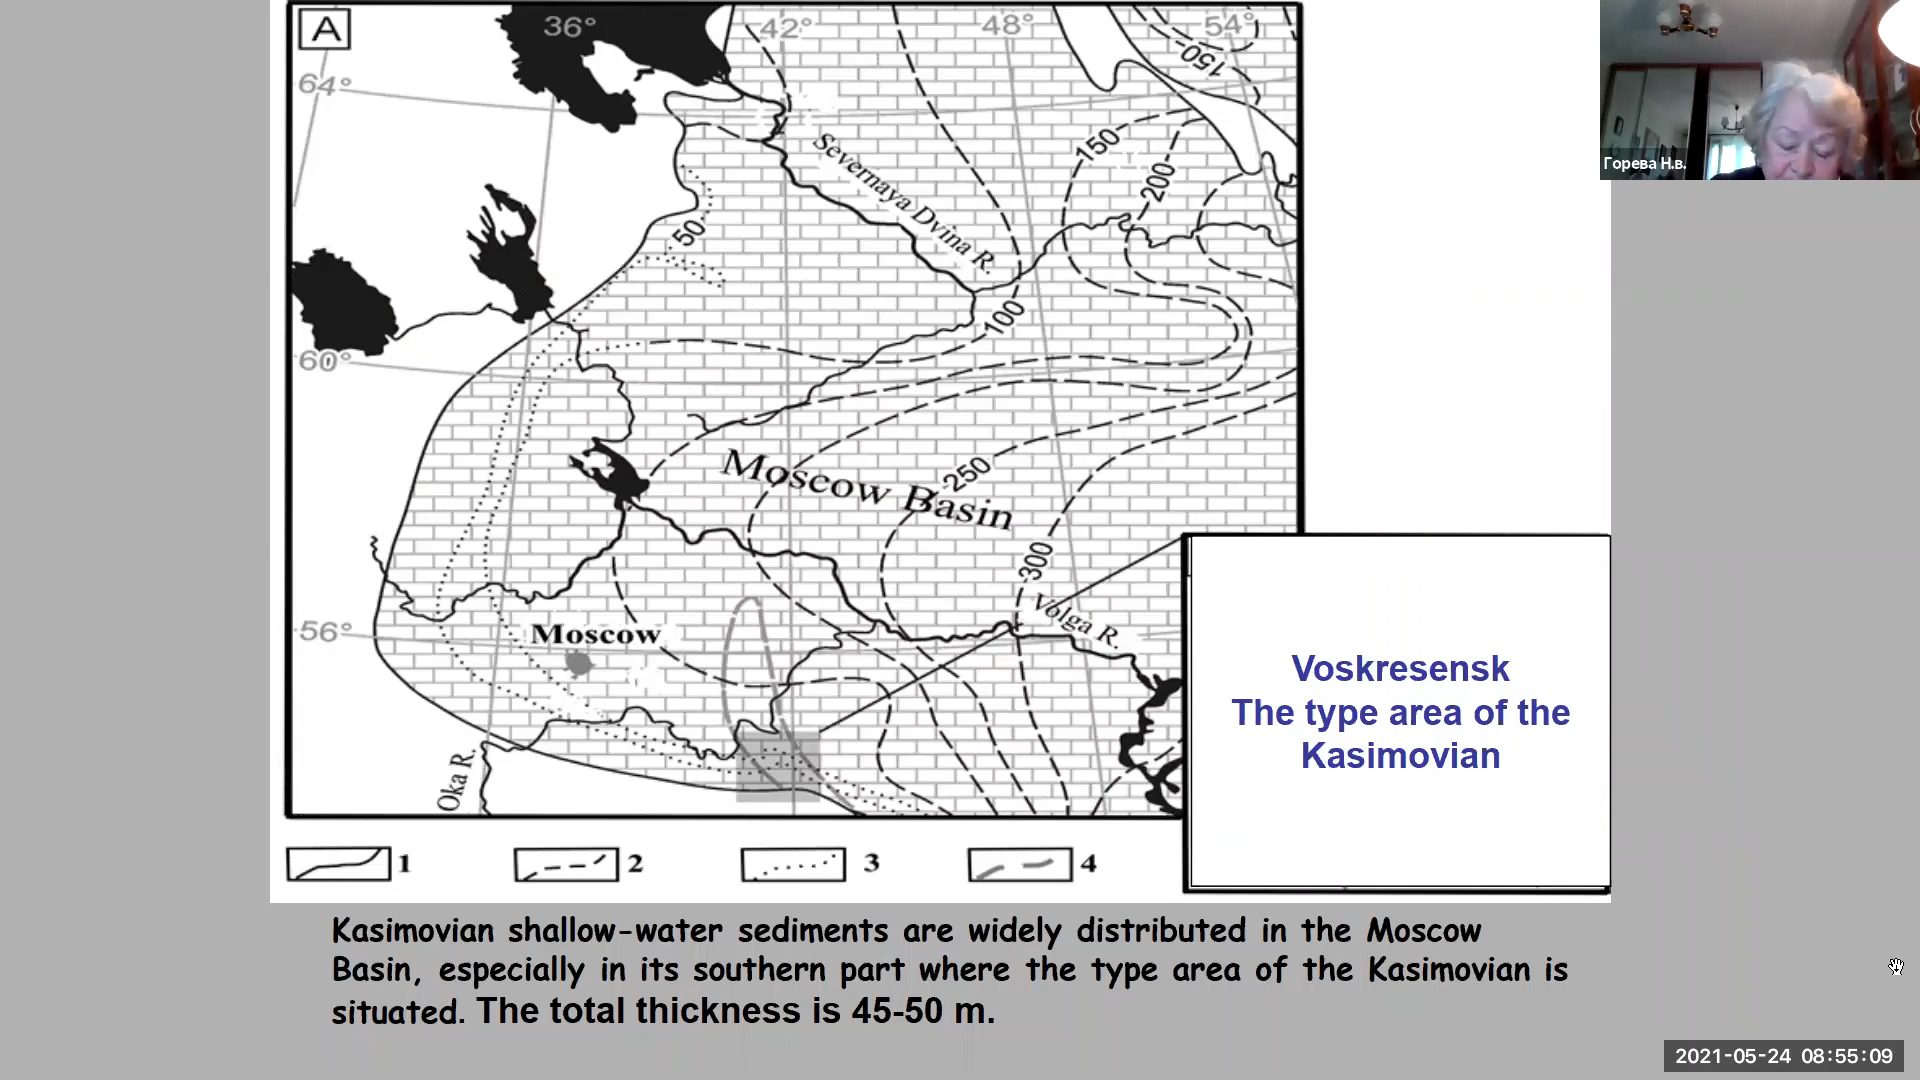 A
36°
42°
48°
54°
64°
150
150
200
Severnaya Dvina R.
50
100
60°
Moscow Basin
250
300
Volga R.
56°
Moscow
Oka R.
1
2
3
4
Voskresensk
The type area of the
Kasimovian
Kasimovian shallow-water sediments are widely distributed in the Moscow
Basin, especially in its southern part where the type area of the Kasimovian is
situated. The total thickness is 45-50 m.
Горева Н.в.
2021-05-24 08:55:09